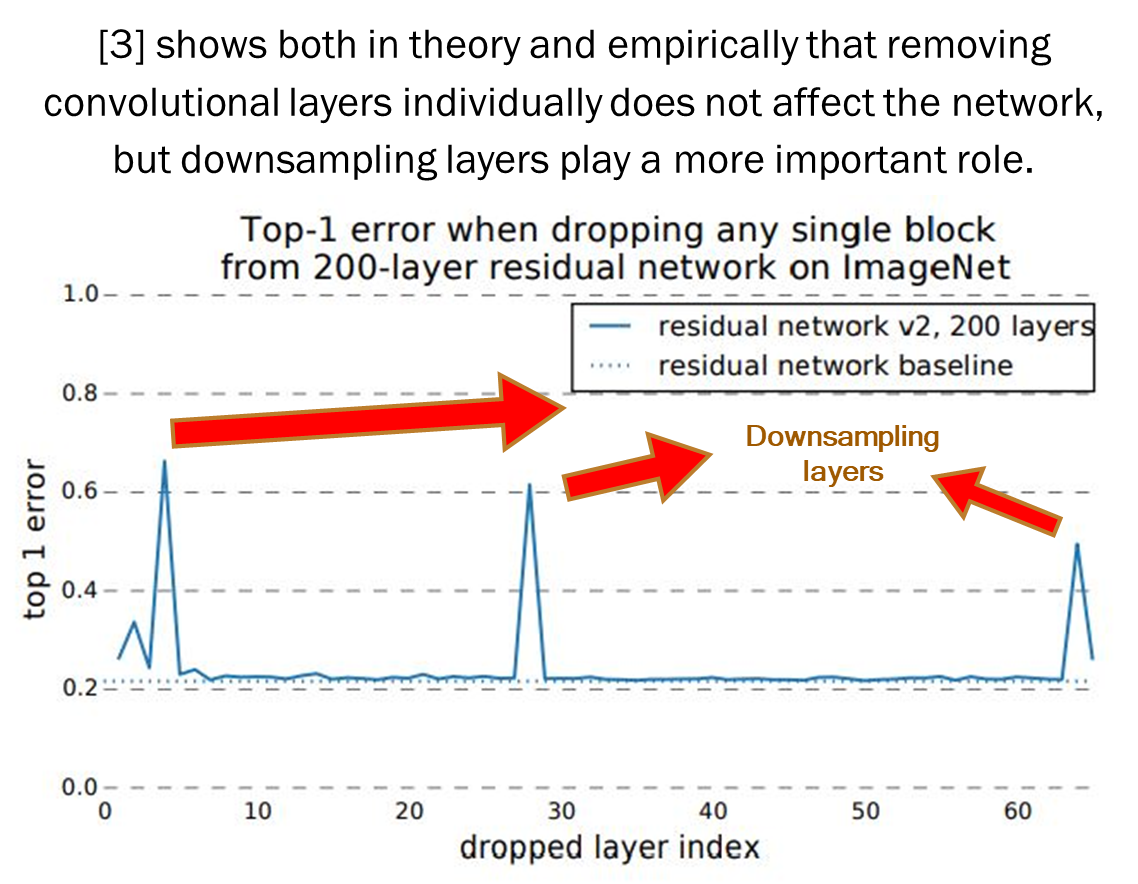 [3] shows both in theory and empirically that removing
convolutional layers individually does not affect the network,
but downsampling layers play a more important role.
Top-1 error when dropping any single block
from 200-layer residual network on ImageNet
1.0
residual network v2, 200 layers
residual network baseline
0.8
Downsampling
layers
0.6
0.4
0.2
0.0
top 1 error
0 10 20 30 40 50 60
dropped layer index